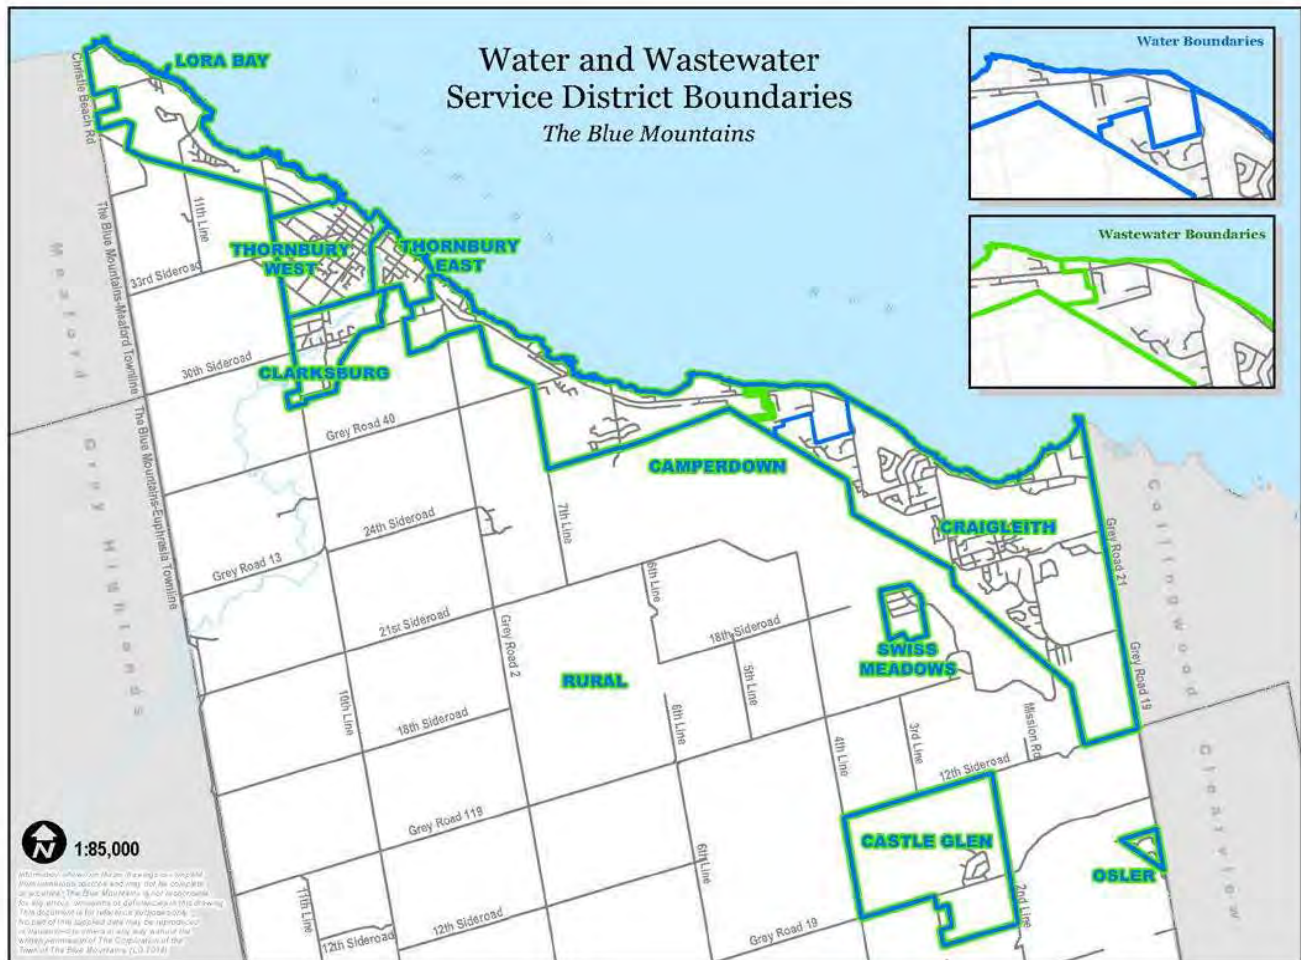 Water and Wastewater
Service District Boundaries
The Blue Mountains
Water Boundaries
Wastewater Boundaries
LORA BAY
Christie Beach Rd
11th Line
THORNBURY
WEST
THORNBURY
EAST
The Blue Mountains-Meaford Townline
33rd Sideroad
Meaford
30th Sideroad
CLARKSBURG
Grey Road 40
CAMPERDOWN
The Blue Mountains-Euphrasia Townline
Grey Highlands
24th Sideroad
7th Line
Grey Road 13
CRAIGLEITH
Grey Road 21
Collingwood
21st Sideroad
Grey Road 2
6th Line
18th Sideroad
SWISS
MEADOWS
RURAL
5th Line
Grey Road 19
10th Line
18th Sideroad
6th Line
4th Line
3rd Line
Mission Rd
12th Sideroad
Clearview
Grey Road 119
CASTLE GLEN
OSLER
6th Line
2nd Line
11th Line
12th Sideroad
12th Sideroad
Grey Road 19
N
1:85,000